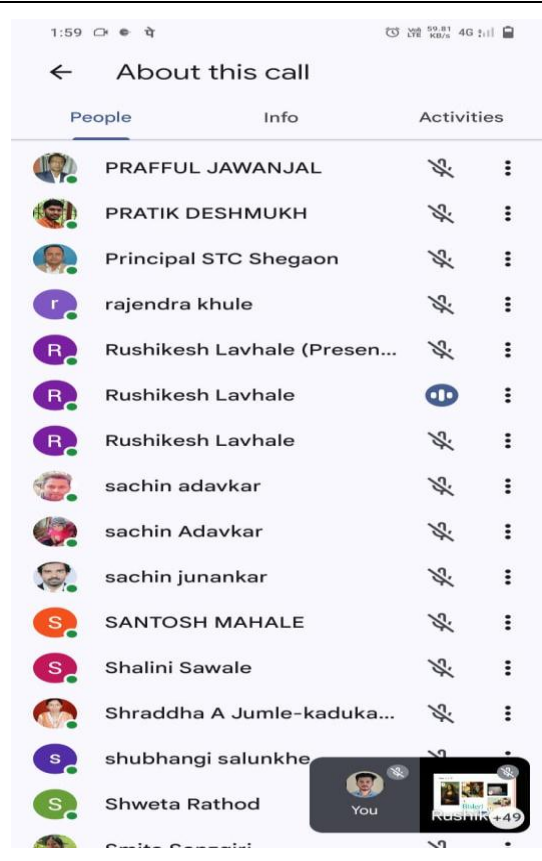 1:59 पे VoLTE 59.81 KB/s 4G
About this call
People Info Activities
PRAFFUL JAWANJAL
PRATIK DESHMUKH
Principal STC Shegaon
r rajendra khule
R Rushikesh Lavhale (Presen...
R Rushikesh Lavhale
R Rushikesh Lavhale
sachin adavkar
sachin Adavkar
sachin junankar
S SANTOSH MAHALE
S Shalini Sawale
Shraddha A Jumle-kaduka...
s shubhangi salunkhe
S Shweta Rathod
You
Rushik
+49